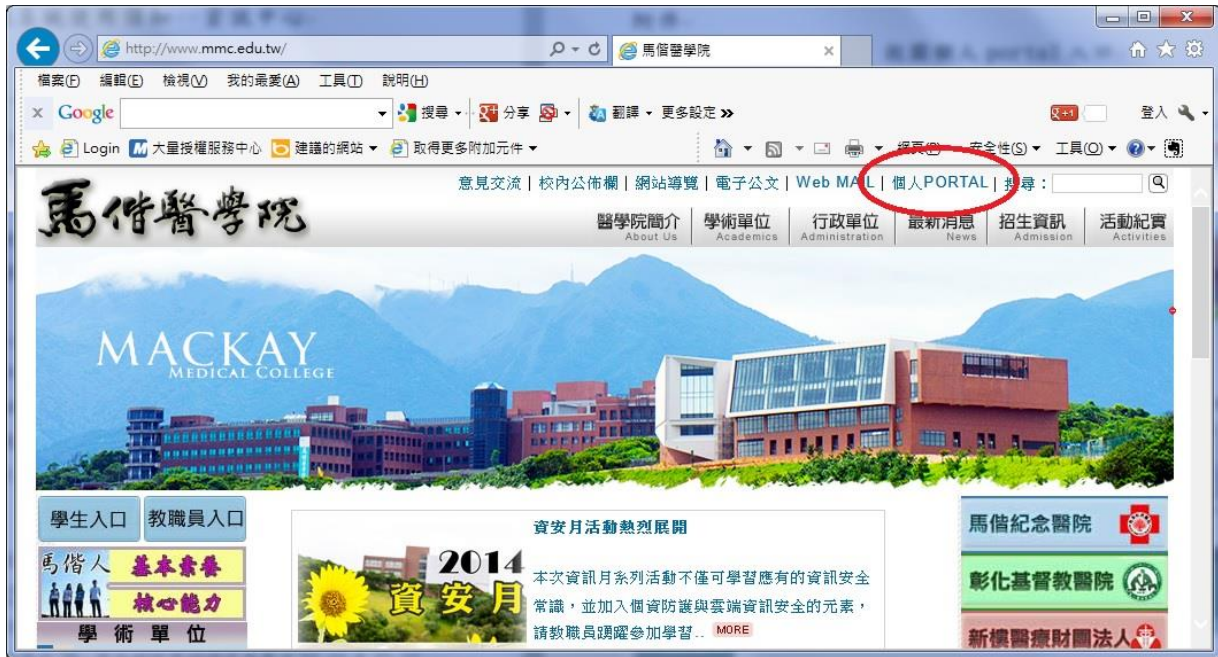 http://www.mmc.edu.tw/
馬偕醫學院
檔案(F) 編輯(E) 檢視(V) 我的最愛(A) 工具(T) 說明(H)
Google 搜尋 分享 翻譯 更多設定 » 登入
Login 大量授權服務中心 建議的網站 取得更多附加元件 網頁(P) 安全性(S) 工具(O)
意見交流 | 校內公佈欄 | 網站導覽 | 電子公文 | Web MAIL | 個人PORTAL | 搜尋：
馬偕醫學院
醫學院簡介 學術單位 行政單位 最新消息 招生資訊 活動紀實
About Us Academics Administration News Admission Activities
MACKAY
MEDICAL COLLEGE
學生入口 教職員入口
馬偕人 基本素養
核心能力
學術單位
2014
資安月
資安月活動熱烈展開
本次資訊月系列活動不僅可學習應有的資訊安全
常識，並加入個資防護與雲端資訊安全的元素，
請教職員踴躍參加學習.. MORE
馬偕紀念醫院
彰化基督教醫院
新樓醫療財團法人